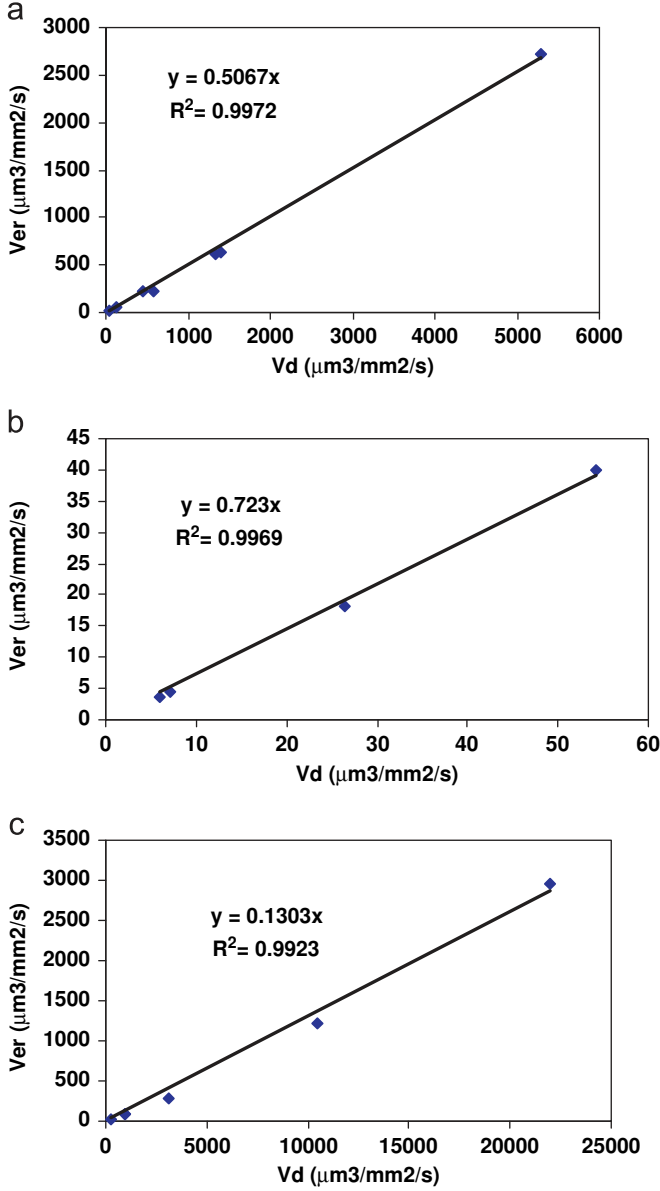 a
3000
2500
2000
1500
1000
500
0
Ver (μm3/mm2/s)
y = 0.5067x
R²= 0.9972
0 1000 2000 3000 4000 5000 6000
Vd (μm3/mm2/s)
b
45
40
35
30
25
20
15
10
5
0
Ver (μm3/mm2/s)
y = 0.723x
R²= 0.9969
0 10 20 30 40 50 60
Vd (μm3/mm2/s)
c
3500
3000
2500
2000
1500
1000
500
0
Ver (μm3/mm2/s)
y = 0.1303x
R²= 0.9923
0 5000 10000 15000 20000 25000
Vd (μm3/mm2/s)